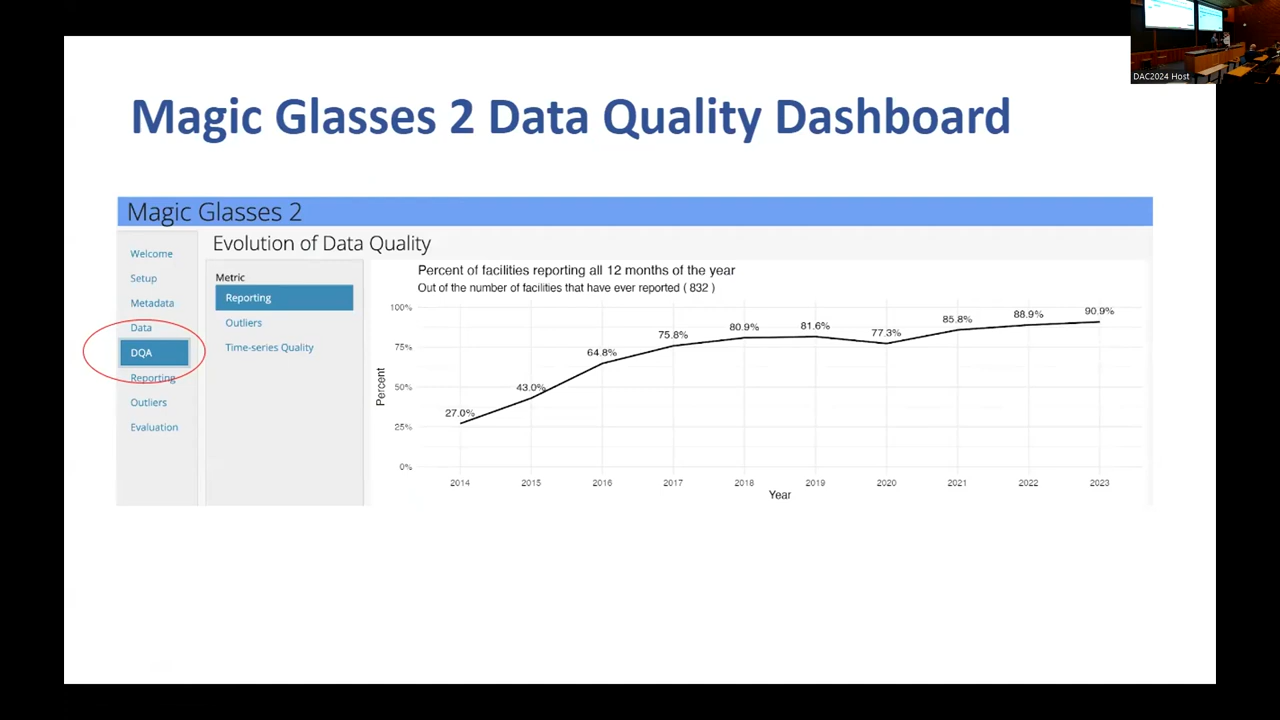 DAC2024 Host
Magic Glasses 2 Data Quality Dashboard
Magic Glasses 2
Welcome
Setup
Metadata
Data
DQA
Reporting
Outliers
Evaluation
Evolution of Data Quality
Metric
Reporting
Outliers
Time-series Quality
Percent of facilities reporting all 12 months of the year
Out of the number of facilities that have ever reported ( 832 )
Percent
100%
75%
50%
25%
0%
27.0%
43.0%
64.8%
75.8%
80.9%
81.6%
77.3%
85.8%
88.9%
90.9%
2014
2015
2016
2017
2018
2019
2020
2021
2022
2023
Year